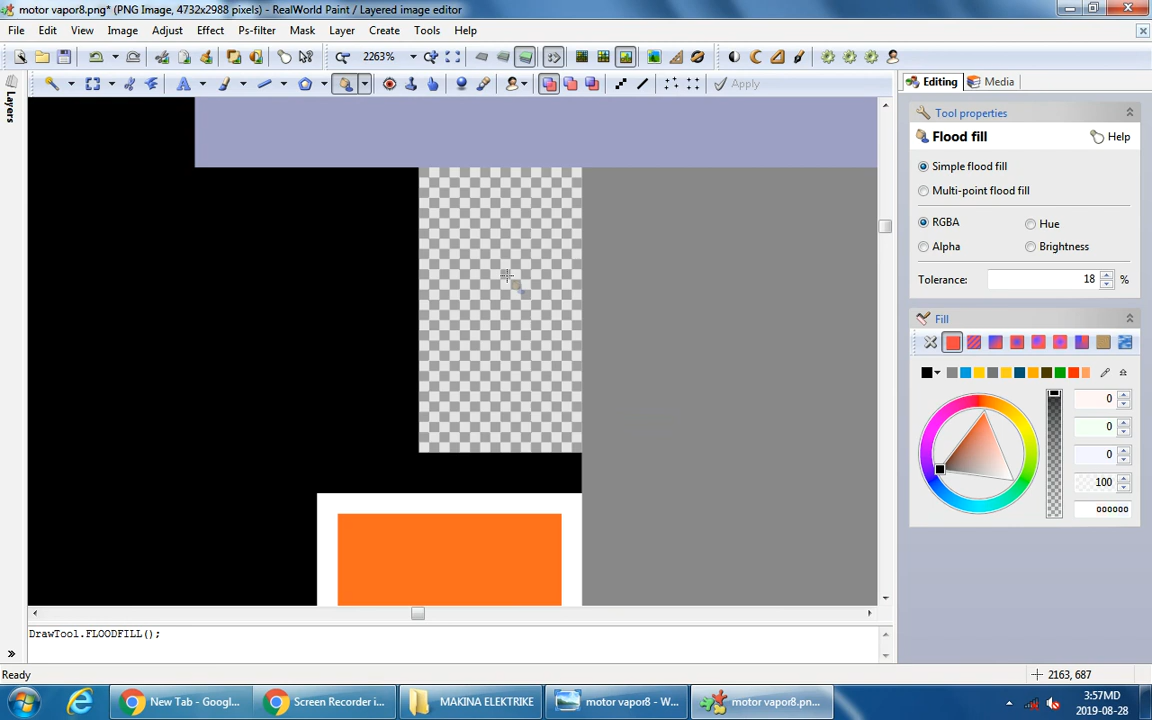 motor vapor8.png* (PNG Image, 4732x2988 pixels) - RealWorld Paint / Layered image editor
File Edit View Image Adjust Effect Ps-filter Mask Layer Create Tools Help
2263%
Apply
Layers
Editing Media
Tool properties
Flood fill Help
Simple flood fill
Multi-point flood fill
RGBA Hue
Alpha Brightness
Tolerance: 18 %
Fill
0
0
0
100
000000
DrawTool.FLOODFILL();
Ready 2163, 687
New Tab - Googl... Screen Recorder i... MAKINA ELEKTRIKE motor vapor8 - W... motor vapor8.pn... 3:57MD
2019-08-28